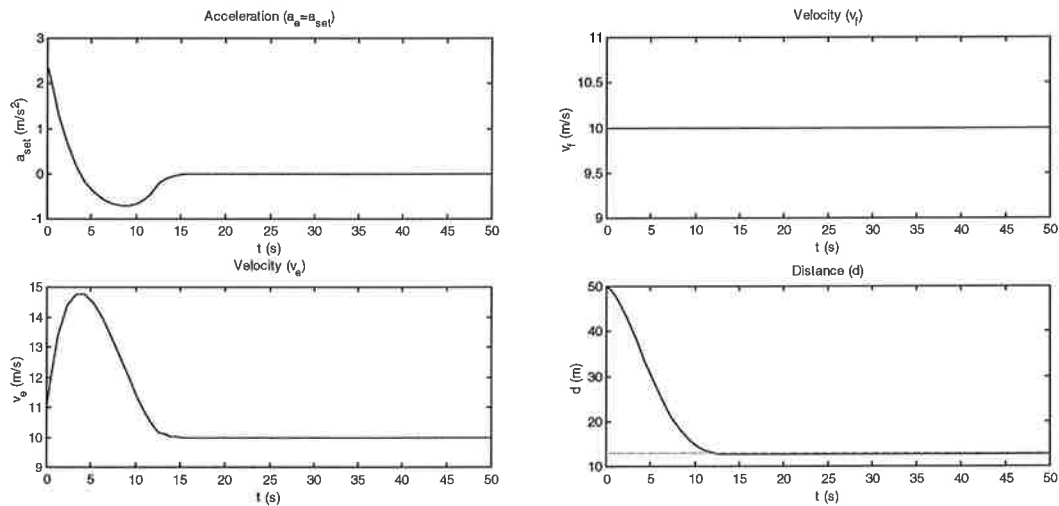 Acceleration (a_e=a_set)
3
2
1
0
-1
a_set (m/s²)
0 5 10 15 20 25 30 35 40 45 50
t (s)
Velocity (v_f)
11
10.5
10
9.5
9
v_f (m/s)
0 5 10 15 20 25 30 35 40 45 50
t (s)
Velocity (v_e)
15
14
13
12
11
10
9
v_e (m/s)
0 5 10 15 20 25 30 35 40 45 50
t (s)
Distance (d)
50
40
30
20
10
d (m)
0 5 10 15 20 25 30 35 40 45 50
t (s)